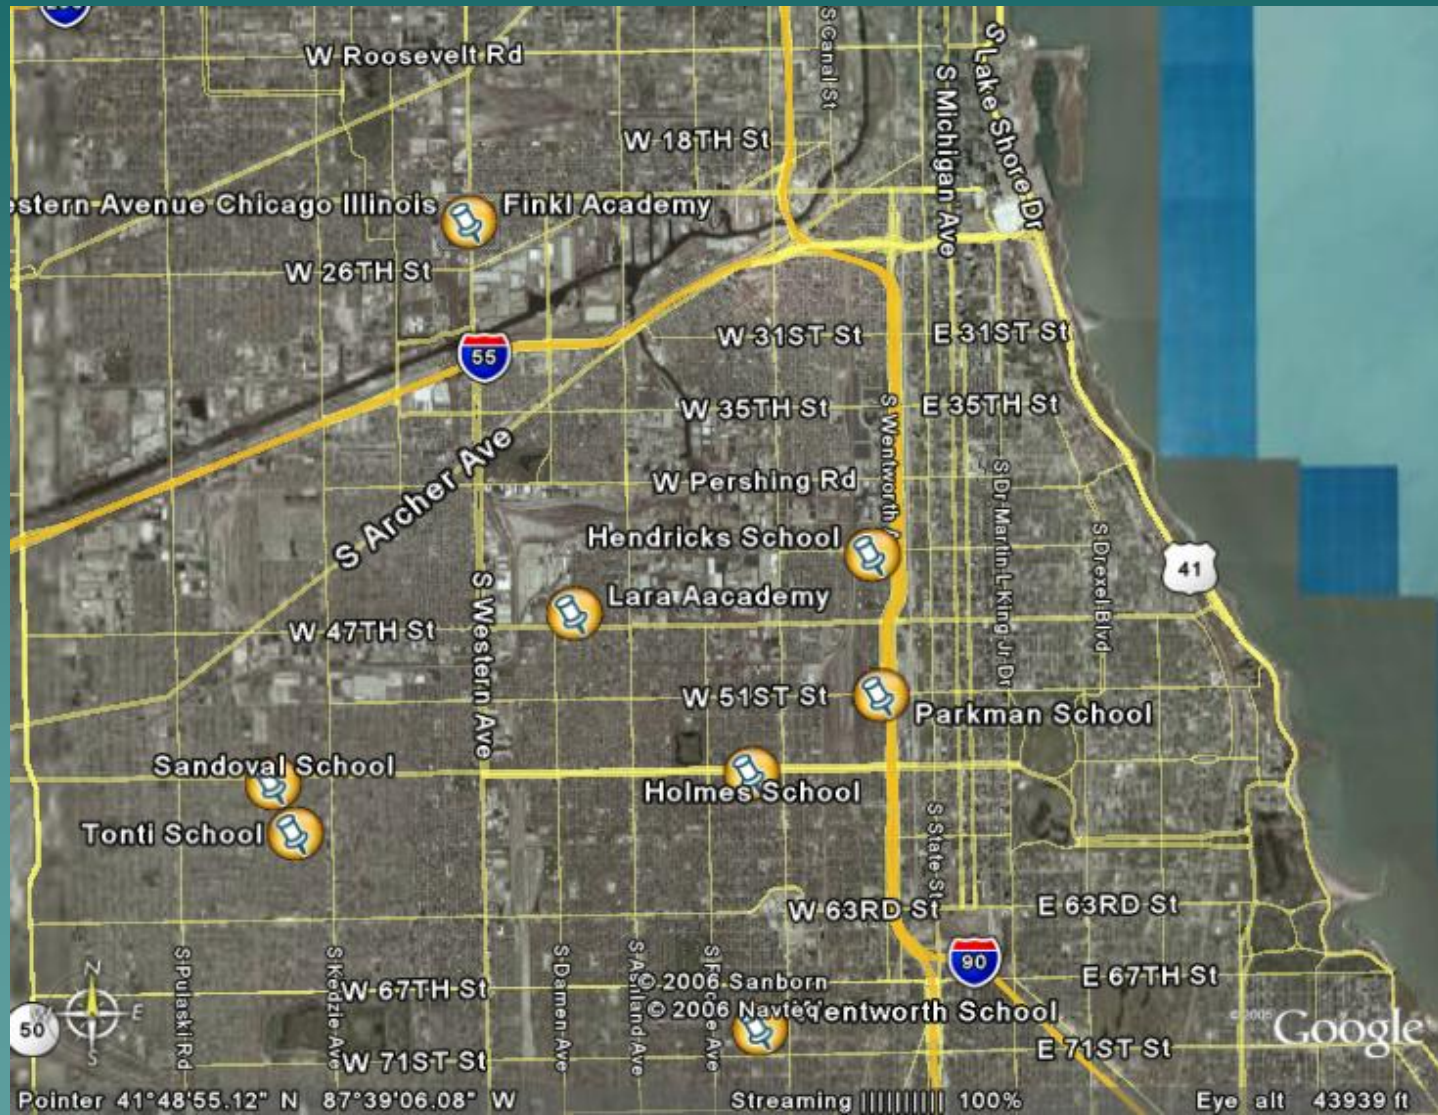 W Roosevelt Rd
S Canal St
S Michigan Ave
S Lake Shore Dr
W 18TH St
estern Avenue Chicago Illinois
Finkl Academy
W 26TH St
55
W 31ST St
E 31ST St
W 35TH St
E 35TH St
S Archer Ave
S Wentworth A
W Pershing Rd
S Dr Martin L King Jr Dr
Hendricks School
S Drexel Blvd
41
Lara Aacademy
W 47TH St
S Western Ave
W 51ST St
Parkman School
Sandoval School
Holmes School
Tonti School
S State St
W 63RD St
E 63RD St
S Pulaski Rd
S Kedzie Ave
S Damen Ave
S Ashland Ave
90
W 67TH St
© 2006 Sanborn
E 67TH St
© 2006 Navteq
entworth School
50
N
E
S
© 2005
Google
W 71ST St
E 71ST St
Pointer 41°48'55.12" N 87°39'06.08" W
Streaming |||||||||| 100%
Eye alt 43939 ft